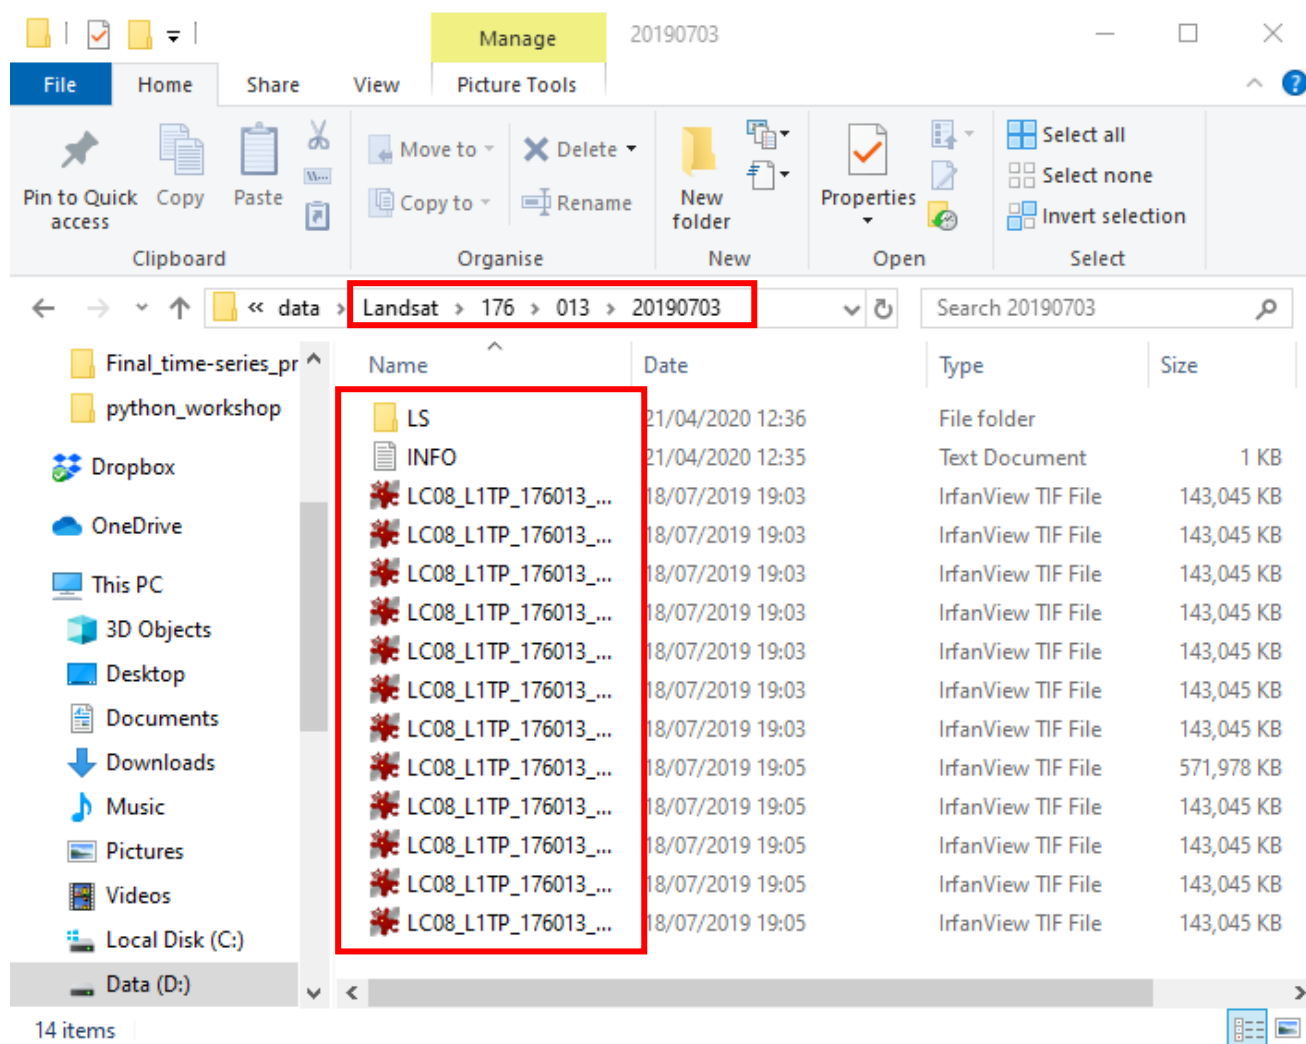 Manage 20190703
File Home Share View Picture Tools
Pin to Quick access Copy Paste
Move to Delete
Copy to Rename
New folder
Properties
Select all
Select none
Invert selection
Clipboard Organise New Open Select
« data › Landsat › 176 › 013 › 20190703 Search 20190703
Final_time-series_pr
python_workshop
Dropbox
OneDrive
This PC
3D Objects
Desktop
Documents
Downloads
Music
Pictures
Videos
Local Disk (C:)
Data (D:)
Name Date Type Size
LS 21/04/2020 12:36 File folder
INFO 21/04/2020 12:35 Text Document 1 KB
LC08_L1TP_176013_... 18/07/2019 19:03 IrfanView TIF File 143,045 KB
LC08_L1TP_176013_... 18/07/2019 19:03 IrfanView TIF File 143,045 KB
LC08_L1TP_176013_... 18/07/2019 19:03 IrfanView TIF File 143,045 KB
LC08_L1TP_176013_... 18/07/2019 19:03 IrfanView TIF File 143,045 KB
LC08_L1TP_176013_... 18/07/2019 19:03 IrfanView TIF File 143,045 KB
LC08_L1TP_176013_... 18/07/2019 19:03 IrfanView TIF File 143,045 KB
LC08_L1TP_176013_... 18/07/2019 19:03 IrfanView TIF File 143,045 KB
LC08_L1TP_176013_... 18/07/2019 19:05 IrfanView TIF File 571,978 KB
LC08_L1TP_176013_... 18/07/2019 19:05 IrfanView TIF File 143,045 KB
LC08_L1TP_176013_... 18/07/2019 19:05 IrfanView TIF File 143,045 KB
LC08_L1TP_176013_... 18/07/2019 19:05 IrfanView TIF File 143,045 KB
LC08_L1TP_176013_... 18/07/2019 19:05 IrfanView TIF File 143,045 KB
14 items